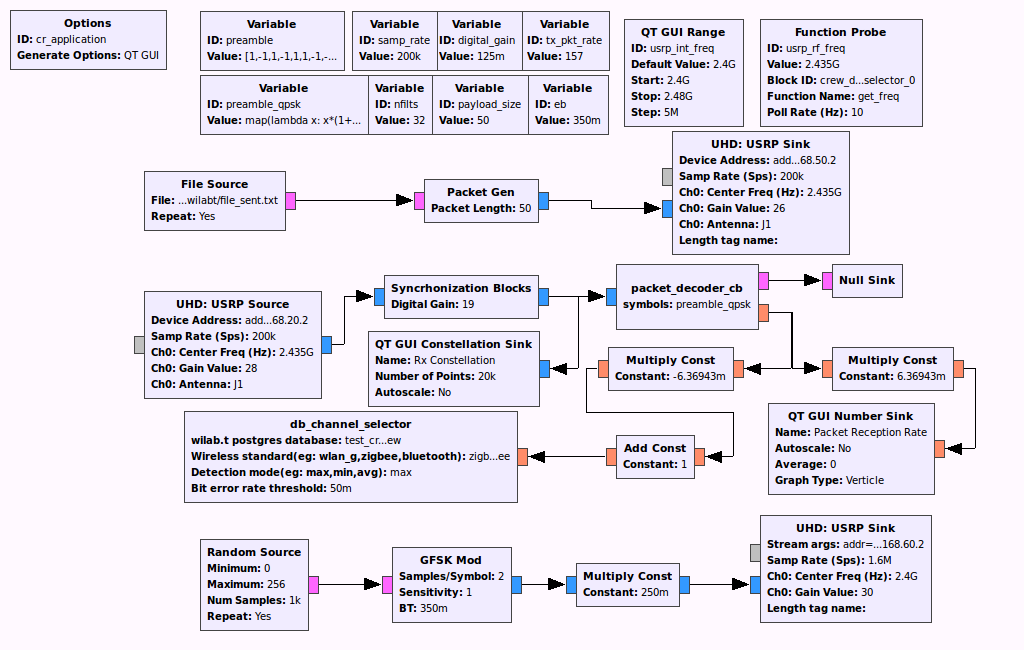 Options
ID: cr_application
Generate Options: QT GUI
Variable
ID: preamble
Value: [1,-1,1,-1,1,1,-1,-...
Variable
ID: samp_rate
Value: 200k
Variable
ID: digital_gain
Value: 125m
Variable
ID: tx_pkt_rate
Value: 157
QT GUI Range
ID: usrp_int_freq
Default Value: 2.4G
Start: 2.4G
Stop: 2.48G
Step: 5M
Function Probe
ID: usrp_rf_freq
Value: 2.435G
Block ID: crew_d...selector_0
Function Name: get_freq
Poll Rate (Hz): 10
Variable
ID: preamble_qpsk
Value: map(lambda x: x*(1+...
Variable
ID: nfilts
Value: 32
Variable
ID: payload_size
Value: 50
Variable
ID: eb
Value: 350m
File Source
File: ...wilabt/file_sent.txt
Repeat: Yes
Packet Gen
Packet Length: 50
UHD: USRP Sink
Device Address: add...68.50.2
Samp Rate (Sps): 200k
Ch0: Center Freq (Hz): 2.435G
Ch0: Gain Value: 26
Ch0: Antenna: J1
Length tag name:
UHD: USRP Source
Device Address: add...68.20.2
Samp Rate (Sps): 200k
Ch0: Center Freq (Hz): 2.435G
Ch0: Gain Value: 28
Ch0: Antenna: J1
Syncrhonization Blocks
Digital Gain: 19
packet_decoder_cb
symbols: preamble_qpsk
Null Sink
QT GUI Constellation Sink
Name: Rx Constellation
Number of Points: 20k
Autoscale: No
Multiply Const
Constant: -6.36943m
Multiply Const
Constant: 6.36943m
db_channel_selector
wilab.t postgres database: test_cr...ew
Wireless standard(eg: wlan_g,zigbee,bluetooth): zigb...ee
Detection mode(eg: max,min,avg): max
Bit error rate threshold: 50m
Add Const
Constant: 1
QT GUI Number Sink
Name: Packet Reception Rate
Autoscale: No
Average: 0
Graph Type: Verticle
Random Source
Minimum: 0
Maximum: 256
Num Samples: 1k
Repeat: Yes
GFSK Mod
Samples/Symbol: 2
Sensitivity: 1
BT: 350m
Multiply Const
Constant: 250m
UHD: USRP Sink
Stream args: addr=...168.60.2
Samp Rate (Sps): 1.6M
Ch0: Center Freq (Hz): 2.4G
Ch0: Gain Value: 30
Length tag name: